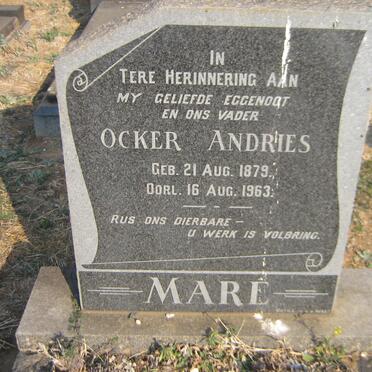 IN
TERE HERINNERING AAN
MY GELIEFDE EGGENOOT
EN ONS VADER
OCKER ANDRIES
GEB. 21 AUG. 1879.
OORL. 16 AUG. 1963.
RUS ONS DIERBARE –
U WERK IS VOLBRING.
MARÉ